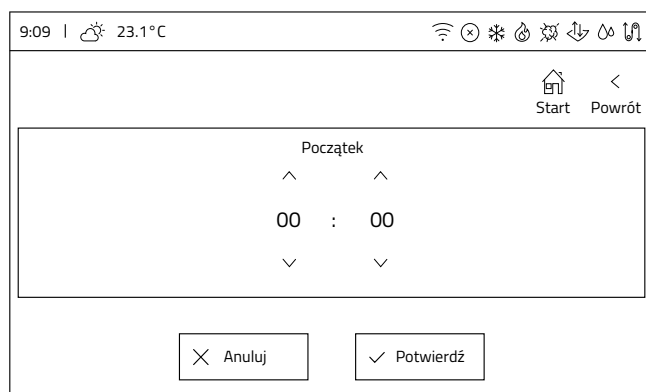 9:09 | 23.1°C
Start Powrót
Początek
00 : 00
Anuluj Potwierdź